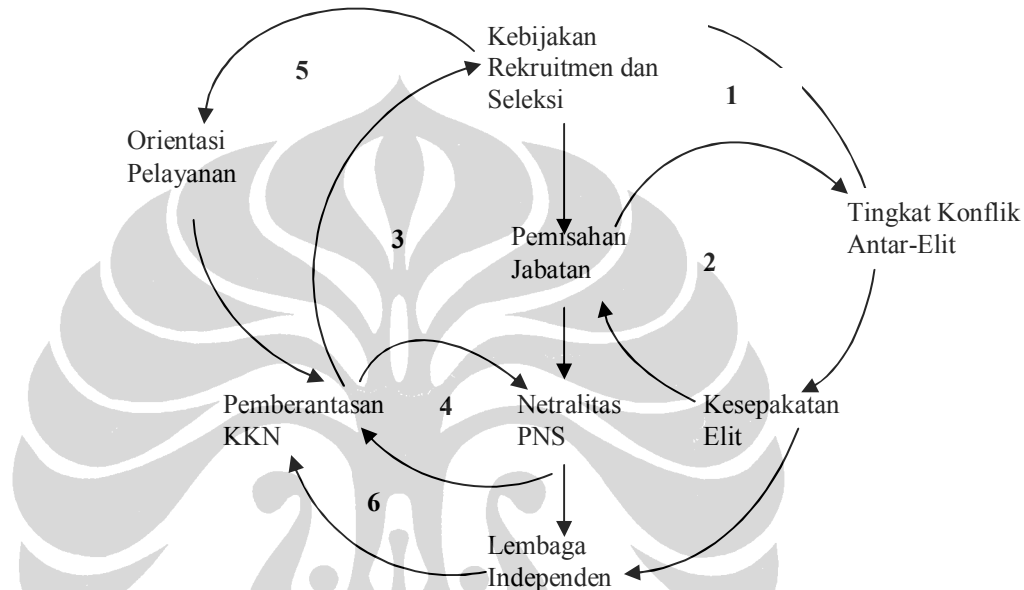 Kebijakan
Rekruitmen dan
Seleksi
5
1
Orientasi
Pelayanan
Tingkat Konflik
Antar-Elit
3
Pemisahan
Jabatan
2
Pemberantasan
KKN
4
Netralitas
PNS
Kesepakatan
Elit
6
Lembaga
Independen